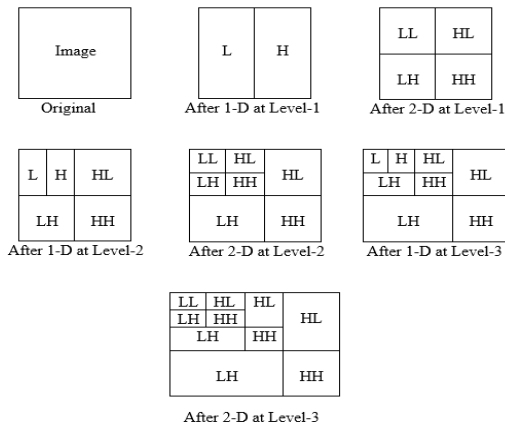 Image
Original
L H
After 1-D at Level-1
LL HL
LH HH
After 2-D at Level-1
L H HL
LH HH
After 1-D at Level-2
LL HL
LH HH HL
LH HH
After 2-D at Level-2
L H HL
LH HH HL
LH HH
After 1-D at Level-3
LL HL HL
LH HH HL
LH HH
LH HH
After 2-D at Level-3